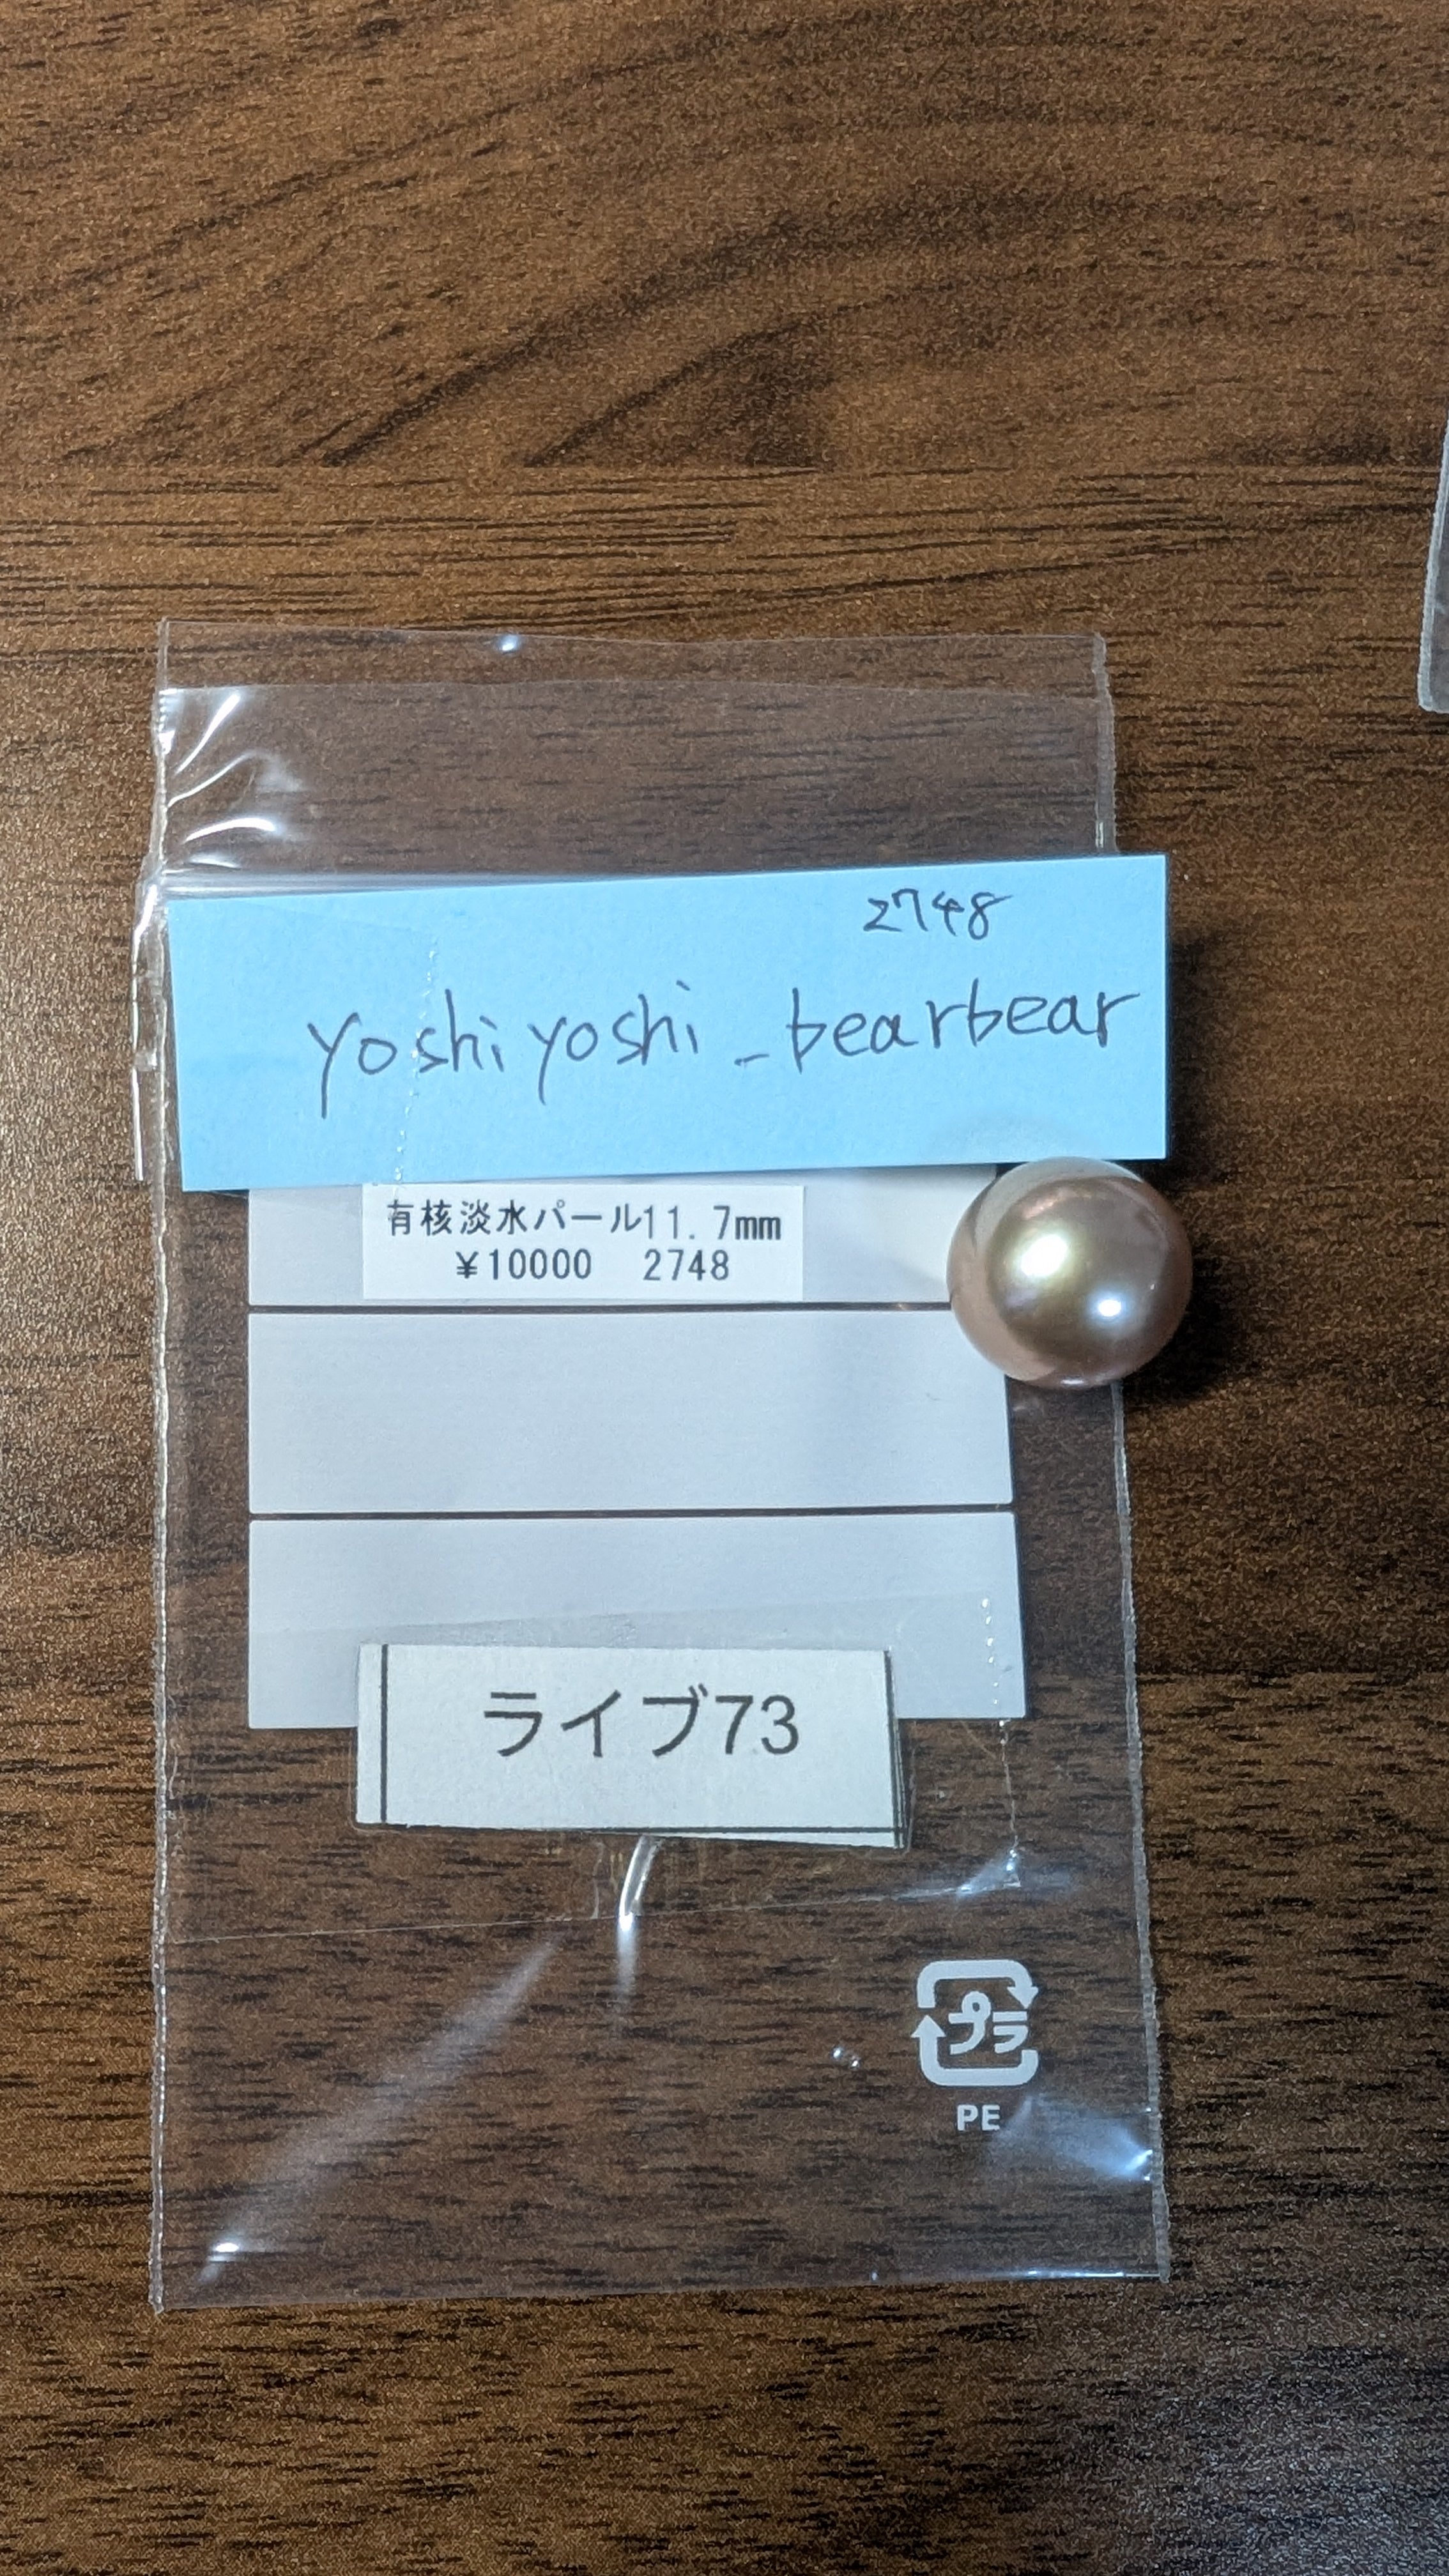 2748
yoshiyoshi_bearbear
有核淡水パール11.7mm
¥10000 2748
ライブ73
プラ
PE